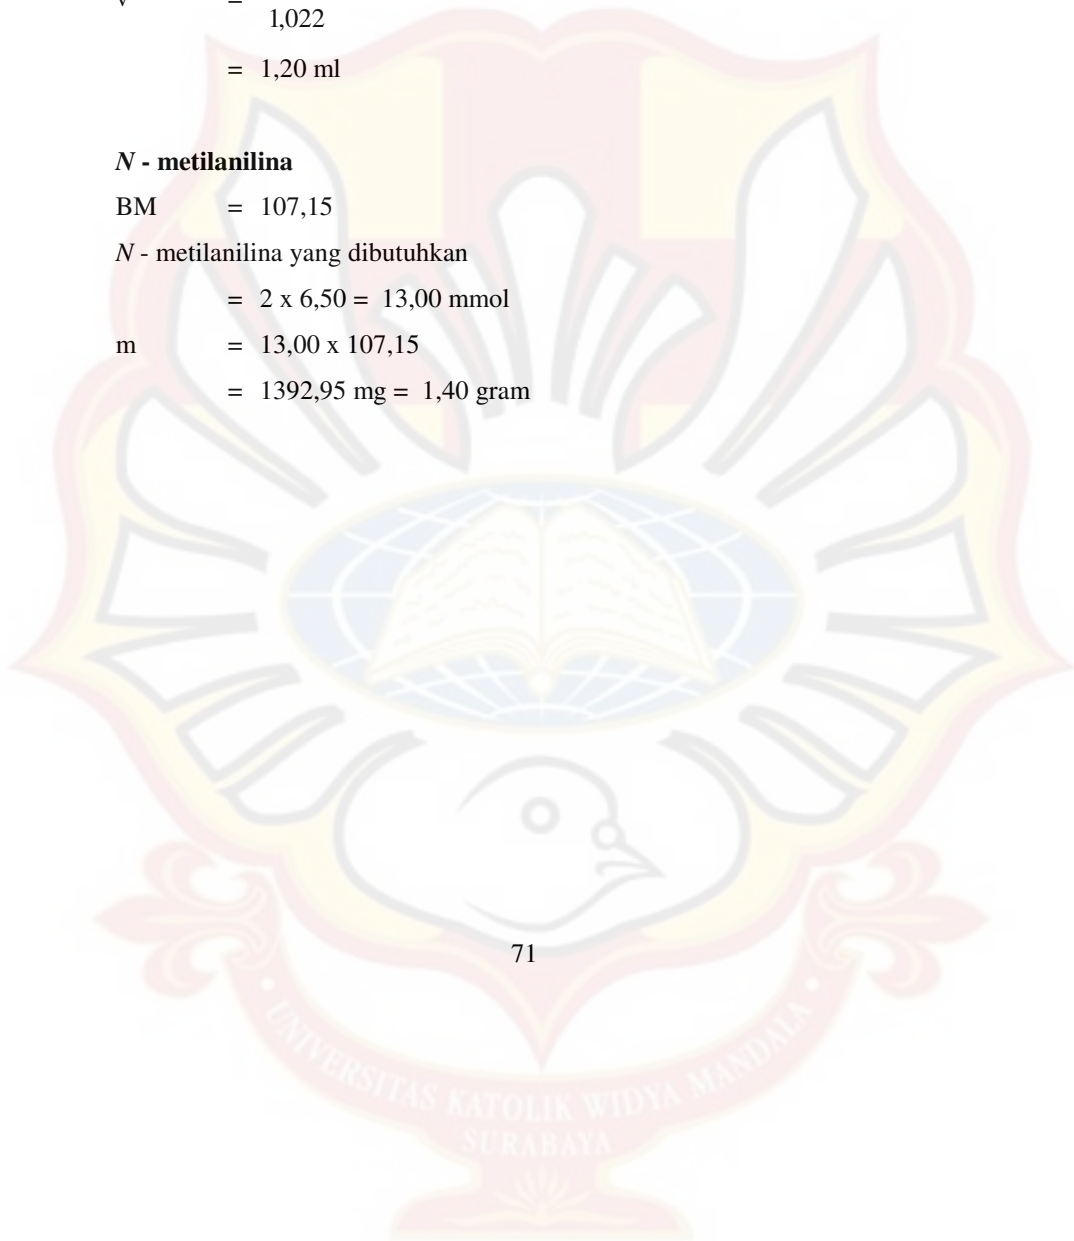 =
1,022
= 1,20 ml
N - metilanilina
BM = 107,15
N - metilanilina yang dibutuhkan
= 2 x 6,50 = 13,00 mmol
m = 13,00 x 107,15
= 1392,95 mg = 1,40 gram
71
UNIVERSITAS KATOLIK WIDYA MANDALA
SURABAYA